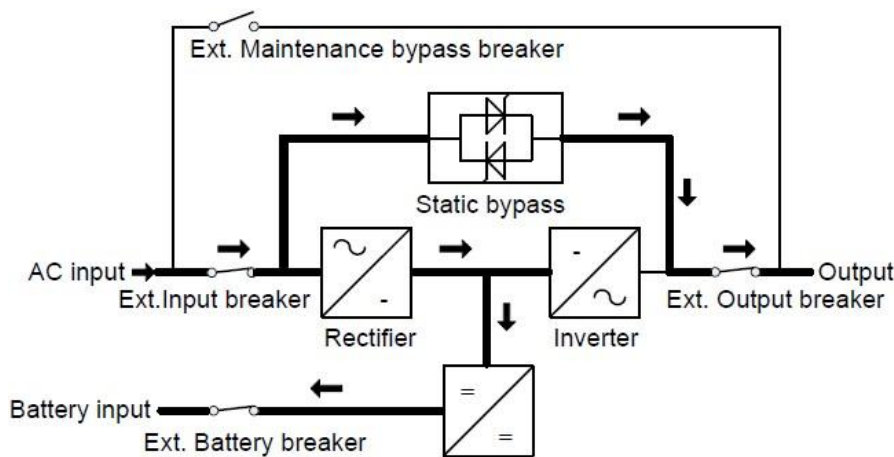 Ext. Maintenance bypass breaker
Static bypass
AC input
Output
Ext.Input breaker
Ext. Output breaker
Rectifier
Inverter
Battery input
Ext. Battery breaker